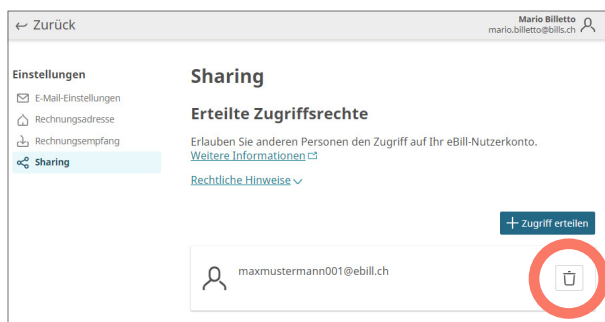 ← Zurück
Mario Billetto
mario.billetto@bills.ch
Einstellungen
E-Mail-Einstellungen
Rechnungsadresse
Rechnungsempfang
Sharing
Sharing
Erteilte Zugriffsrechte
Erlauben Sie anderen Personen den Zugriff auf Ihr eBill-Nutzerkonto.
Weitere Informationen
Rechtliche Hinweise
+ Zugriff erteilen
maxmustermann001@ebill.ch